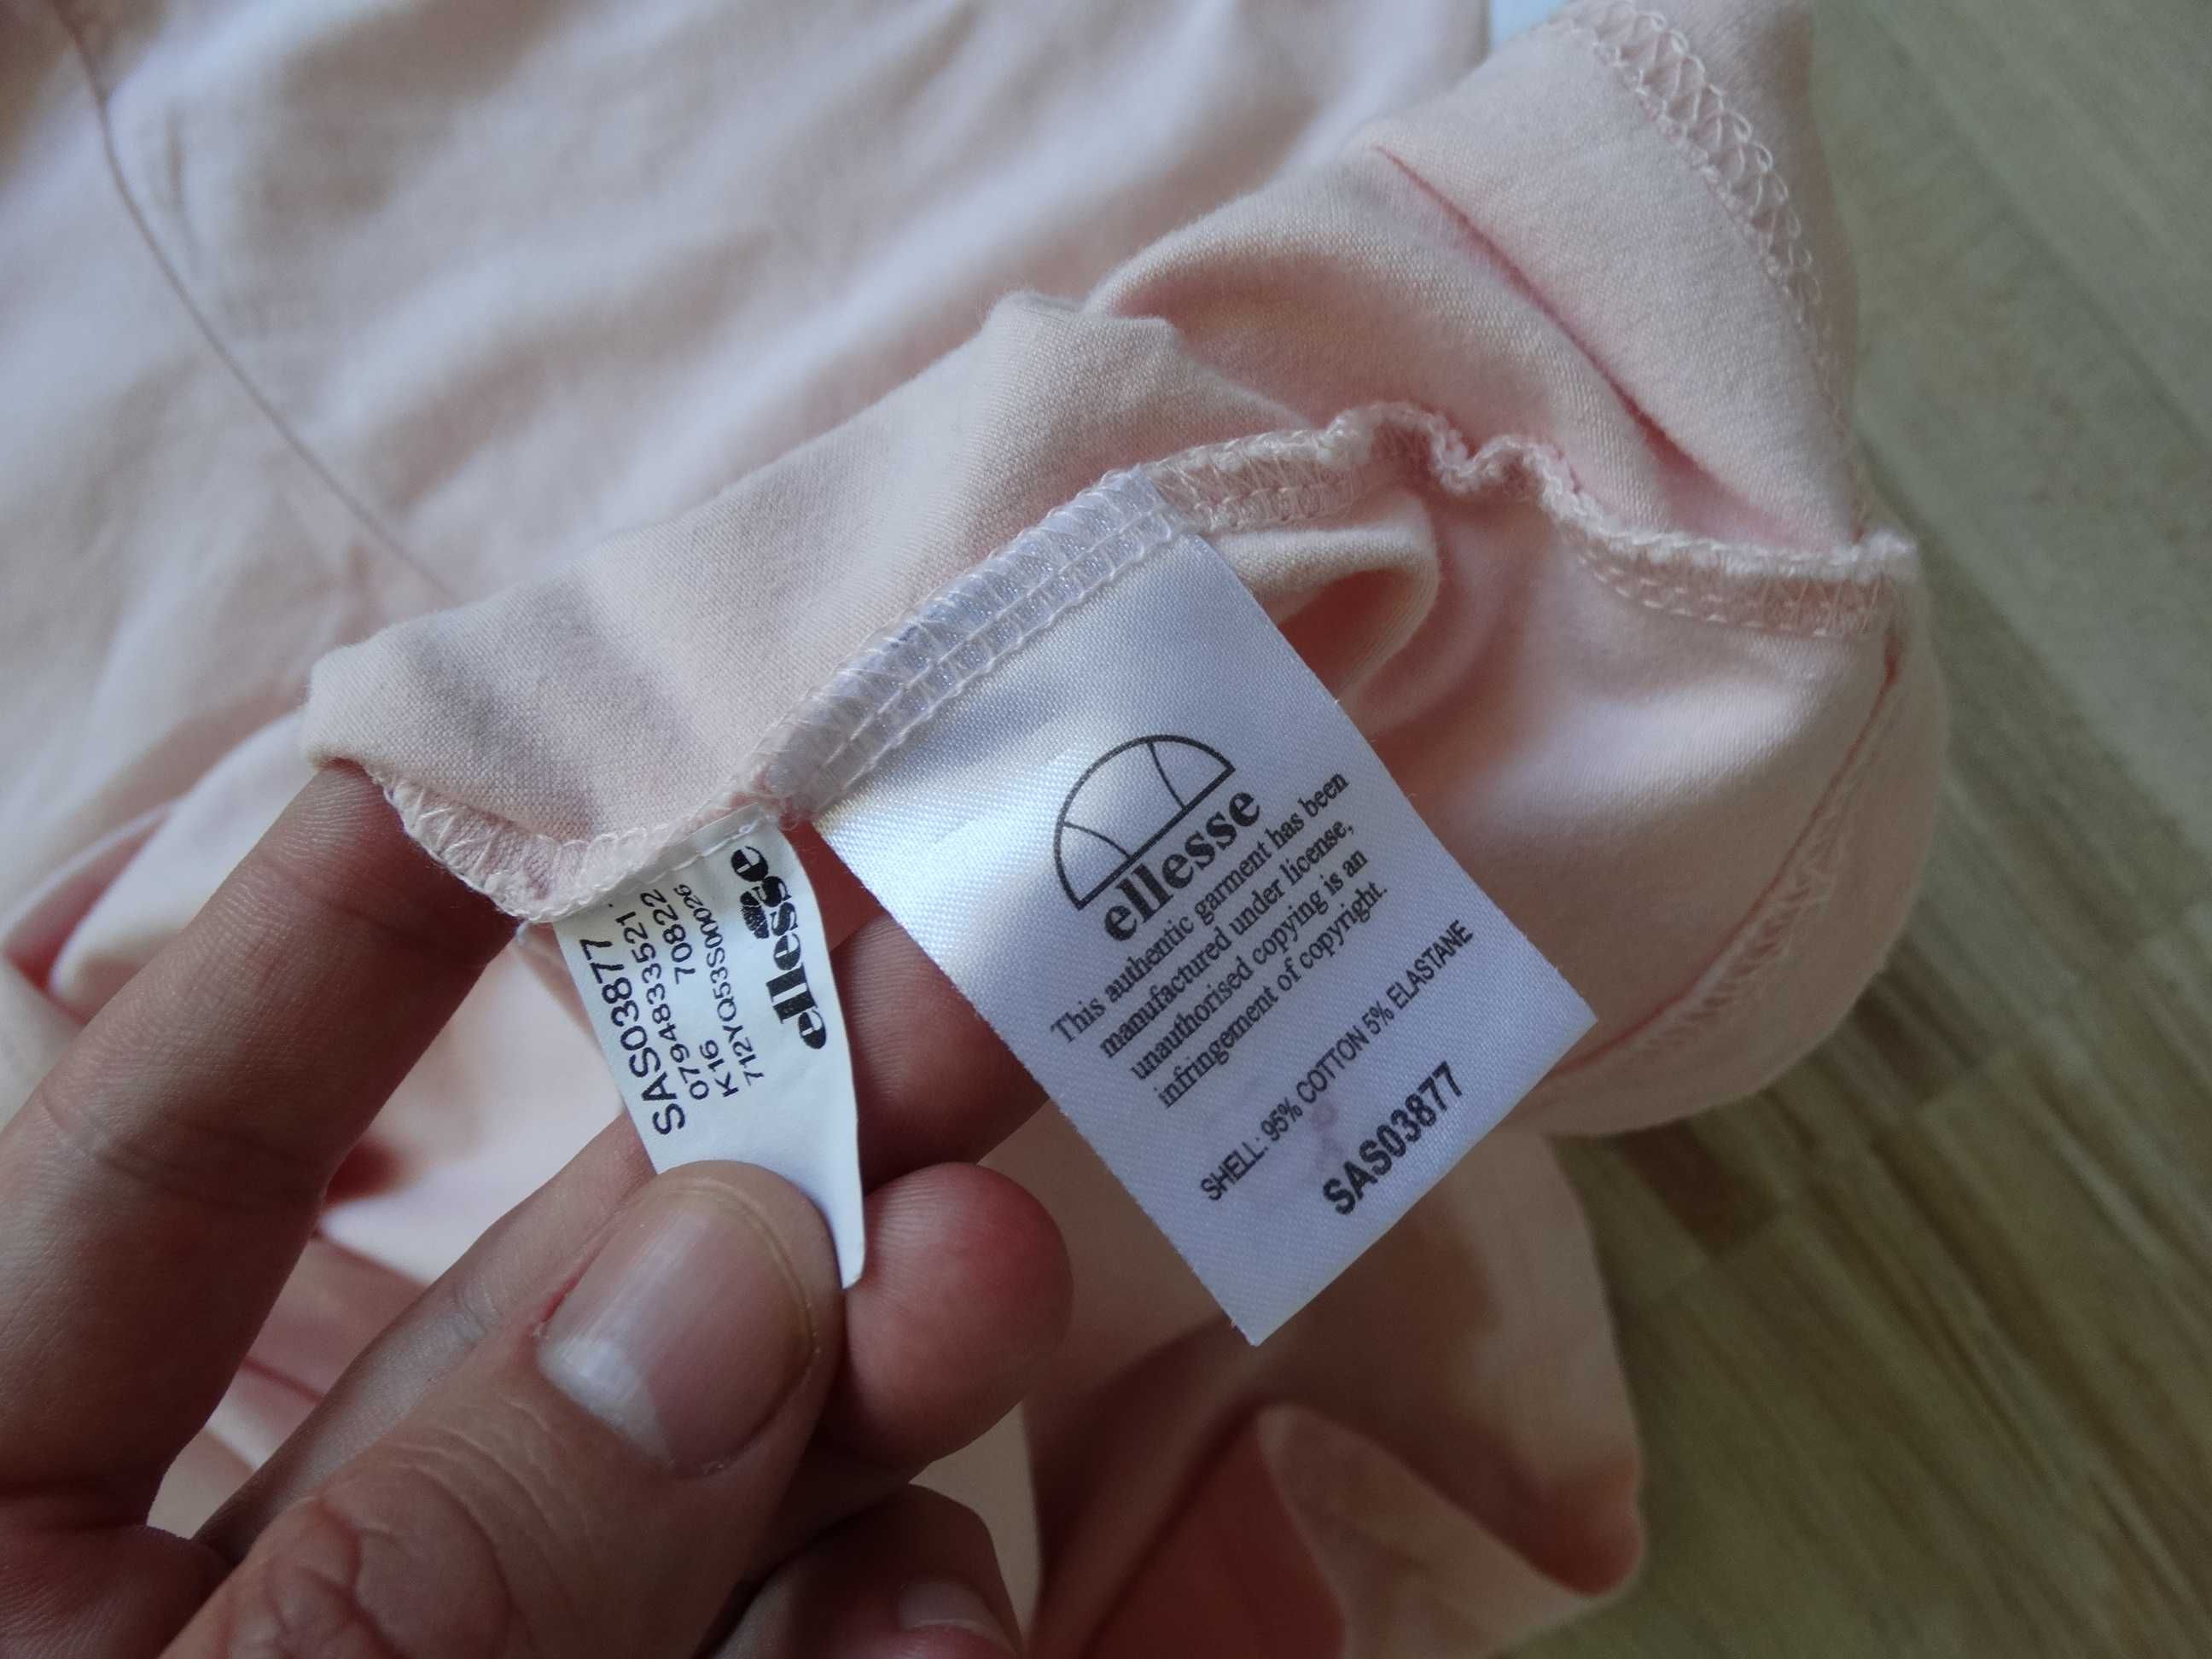 SAS03877
0794833521
K16 70822
712YQ53S00026
ellesse
ellesse
This authentic garment has been
manufactured under license,
unauthorised copying is an
infringement of copyright.
SHELL: 95% COTTON 5% ELASTANE
SAS03877